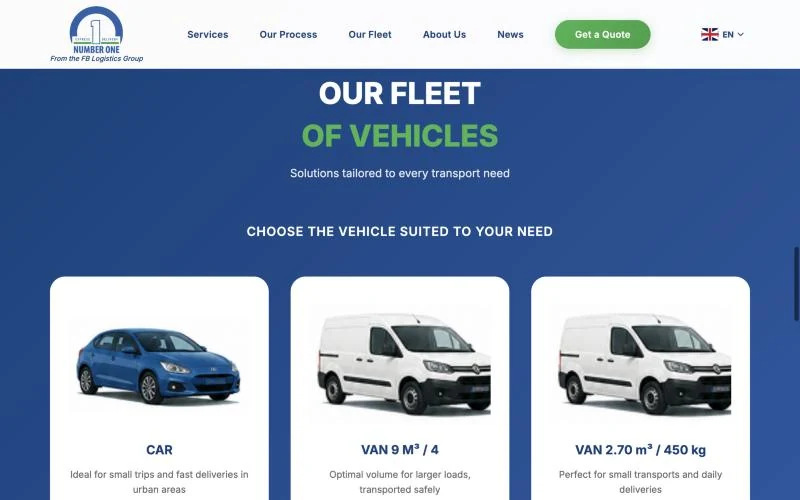 1
EXPRESS DELIVERY
NUMBER ONE
From the FB Logistics Group
Services
Our Process
Our Fleet
About Us
News
Get a Quote
EN
OUR FLEET
OF VEHICLES
Solutions tailored to every transport need
CHOOSE THE VEHICLE SUITED TO YOUR NEED
CAR
Ideal for small trips and fast deliveries in
urban areas
VAN 9 M³ / 4
Optimal volume for larger loads,
transported safely
VAN 2.70 m³ / 450 kg
Perfect for small transports and daily
deliveries